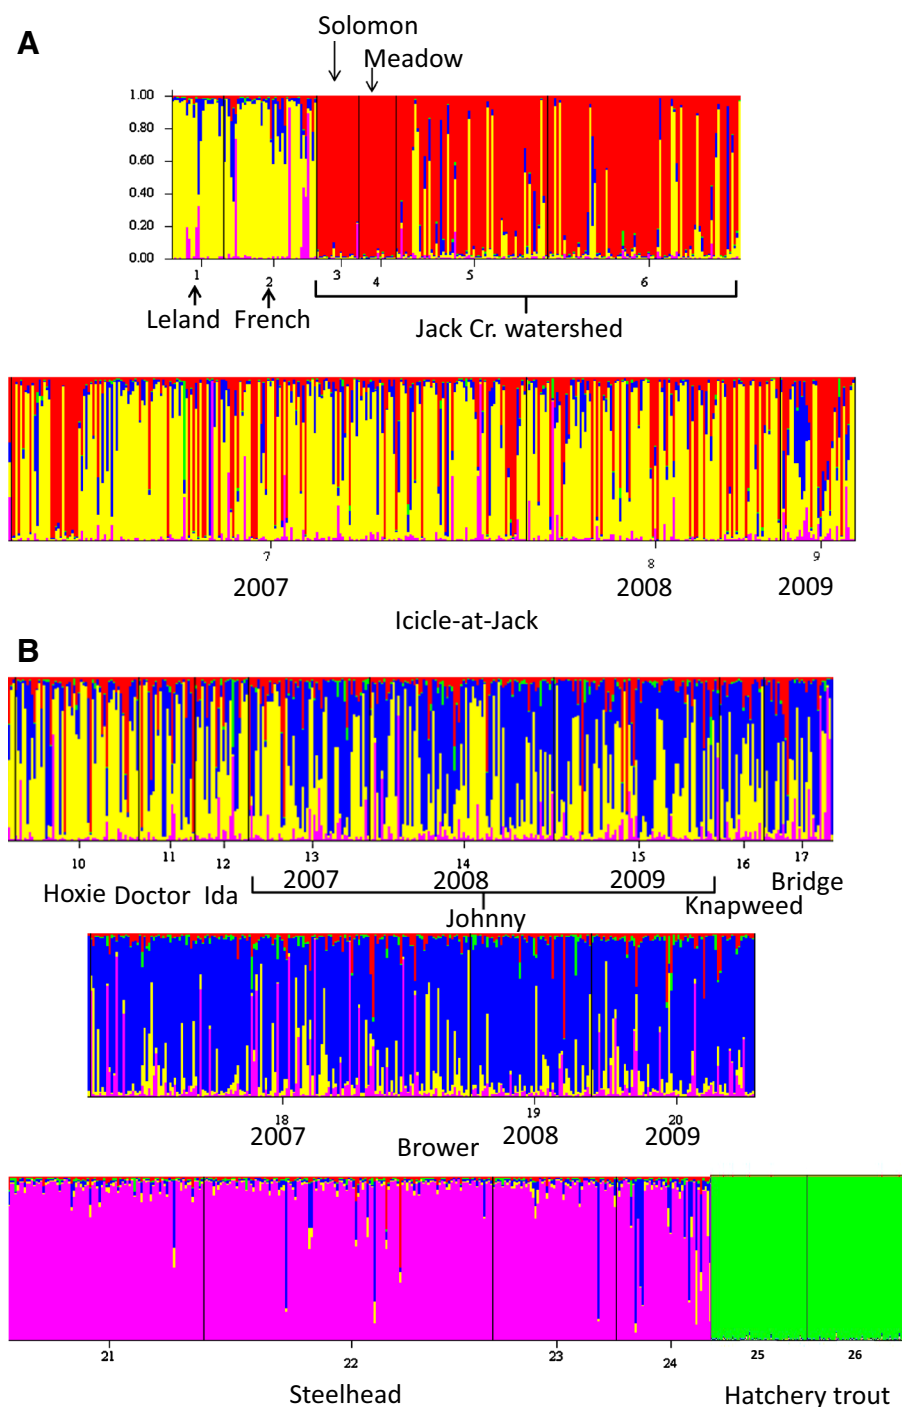 A
Solomon
Meadow
1.00
0.80
0.60
0.40
0.20
0.00
1 2 3 4 5 6
Leland French
Jack Cr. watershed
7 8 9
2007 2008 2009
Icicle-at-Jack
B
10 11 12 13 14 15 16 17
Hoxie Doctor Ida 2007 2008 2009 Bridge
Johnny Knapweed
18 19 20
2007 Brower 2008 2009
21 22 23 24 25 26
Steelhead Hatchery trout